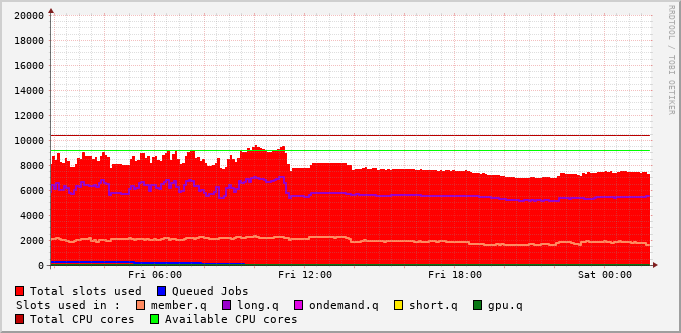 RRDTOOL / TOBI OETIKER
20000
18000
16000
14000
12000
10000
8000
6000
4000
2000
0
Fri 06:00 Fri 12:00 Fri 18:00 Sat 00:00
Total slots used Queued Jobs
Slots used in : member.q long.q ondemand.q short.q gpu.q
Total CPU cores Available CPU cores